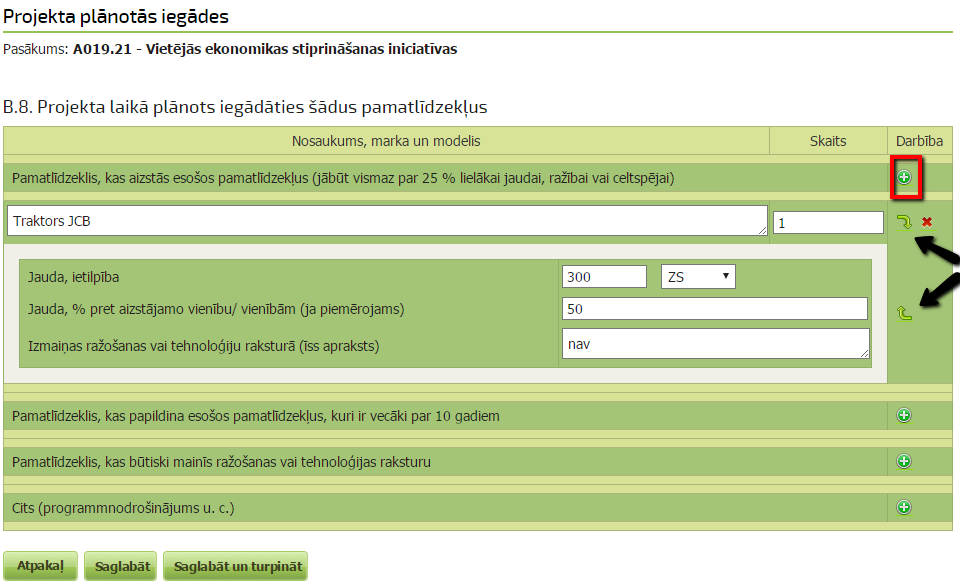 Projekta plānotās iegādes
Pasākums: A019.21 - Vietējās ekonomikas stiprināšanas iniciatīvas
B.8. Projekta laikā plānots iegādāties šādus pamatlīdzekļus
Nosaukums, marka un modelis Skaits Darbība
Pamatlīdzeklis, kas aizstās esošos pamatlīdzekļus (jābūt vismaz par 25 % lielākai jaudai, ražībai vai celtspējai)
Traktors JCB 1
Jauda, ietilpība 300 ZS
Jauda, % pret aizstājamo vienību/ vienībām (ja piemērojams) 50
Izmaiņas ražošanas vai tehnoloģiju raksturā (īss apraksts) nav
Pamatlīdzeklis, kas papildina esošos pamatlīdzekļus, kuri ir vecāki par 10 gadiem
Pamatlīdzeklis, kas būtiski mainīs ražošanas vai tehnoloģijas raksturu
Cits (programmnodrošinājums u. c.)
Atpakaļ Saglabāt Saglabāt un turpināt